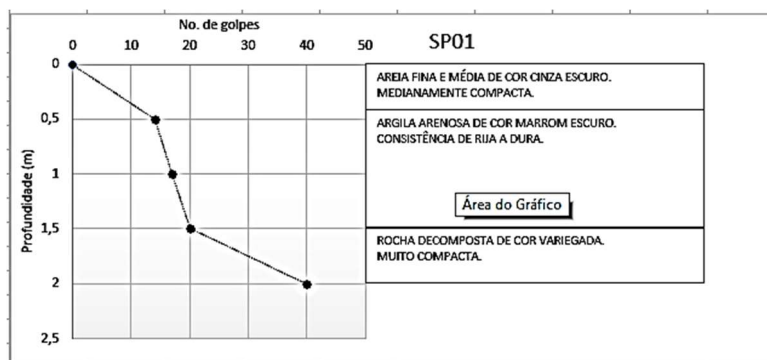 No. de golpes
0 10 20 30 40 50
SP01
Profundidade (m)
0
0,5
1
1,5
2
2,5
AREIA FINA E MÉDIA DE COR CINZA ESCURO.
MEDIANAMENTE COMPACTA.
ARGILA ARENOSA DE COR MARROM ESCURO.
CONSISTÊNCIA DE RIJA A DURA.
Área do Gráfico
ROCHA DECOMPOSTA DE COR VARIEGADA.
MUITO COMPACTA.